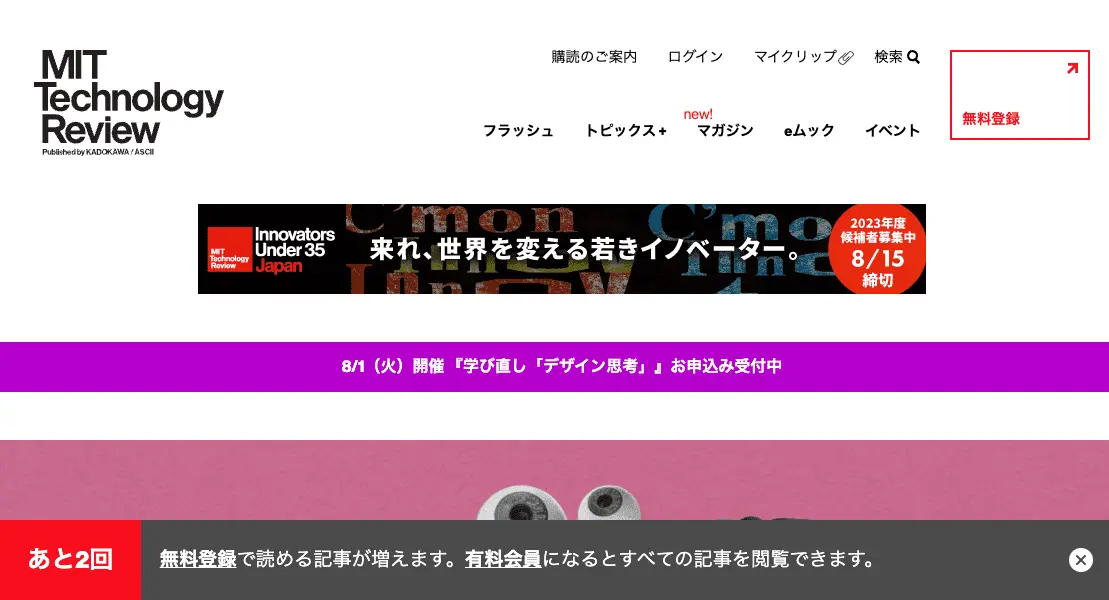 MIT
Technology
Review
Published by KADOKAWA / ASCII
購読のご案内 ログイン マイクリップ 検索
無料登録
new!
フラッシュ トピックス+ マガジン eムック イベント
MIT
Technology
Review
Innovators
Under 35
Japan
C'mon
C'mon
来れ、世界を変える若きイノベーター。
2023年度
候補者募集中
8/15
締切
8/1（火）開催 『学び直し「デザイン思考」』お申込み受付中
あと2回
無料登録で読める記事が増えます。有料会員になるとすべての記事を閲覧できます。